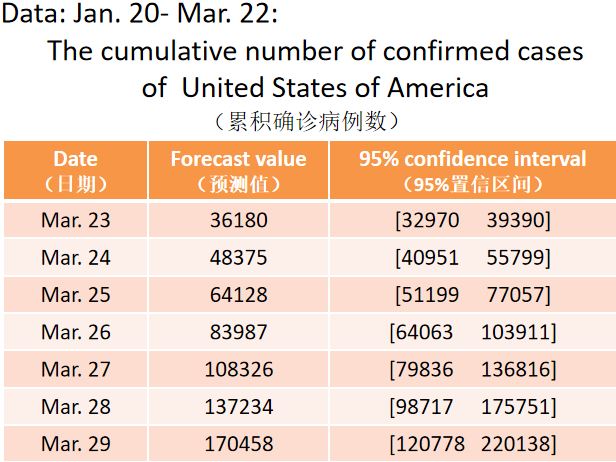 Data: Jan. 20- Mar. 22:
The cumulative number of confirmed cases
of United States of America
（累积确诊病例数）
Date Forecast value 95% confidence interval
（日期） （预测值） （95%置信区间）
Mar. 23 36180 [32970 39390]
Mar. 24 48375 [40951 55799]
Mar. 25 64128 [51199 77057]
Mar. 26 83987 [64063 103911]
Mar. 27 108326 [79836 136816]
Mar. 28 137234 [98717 175751]
Mar. 29 170458 [120778 220138]